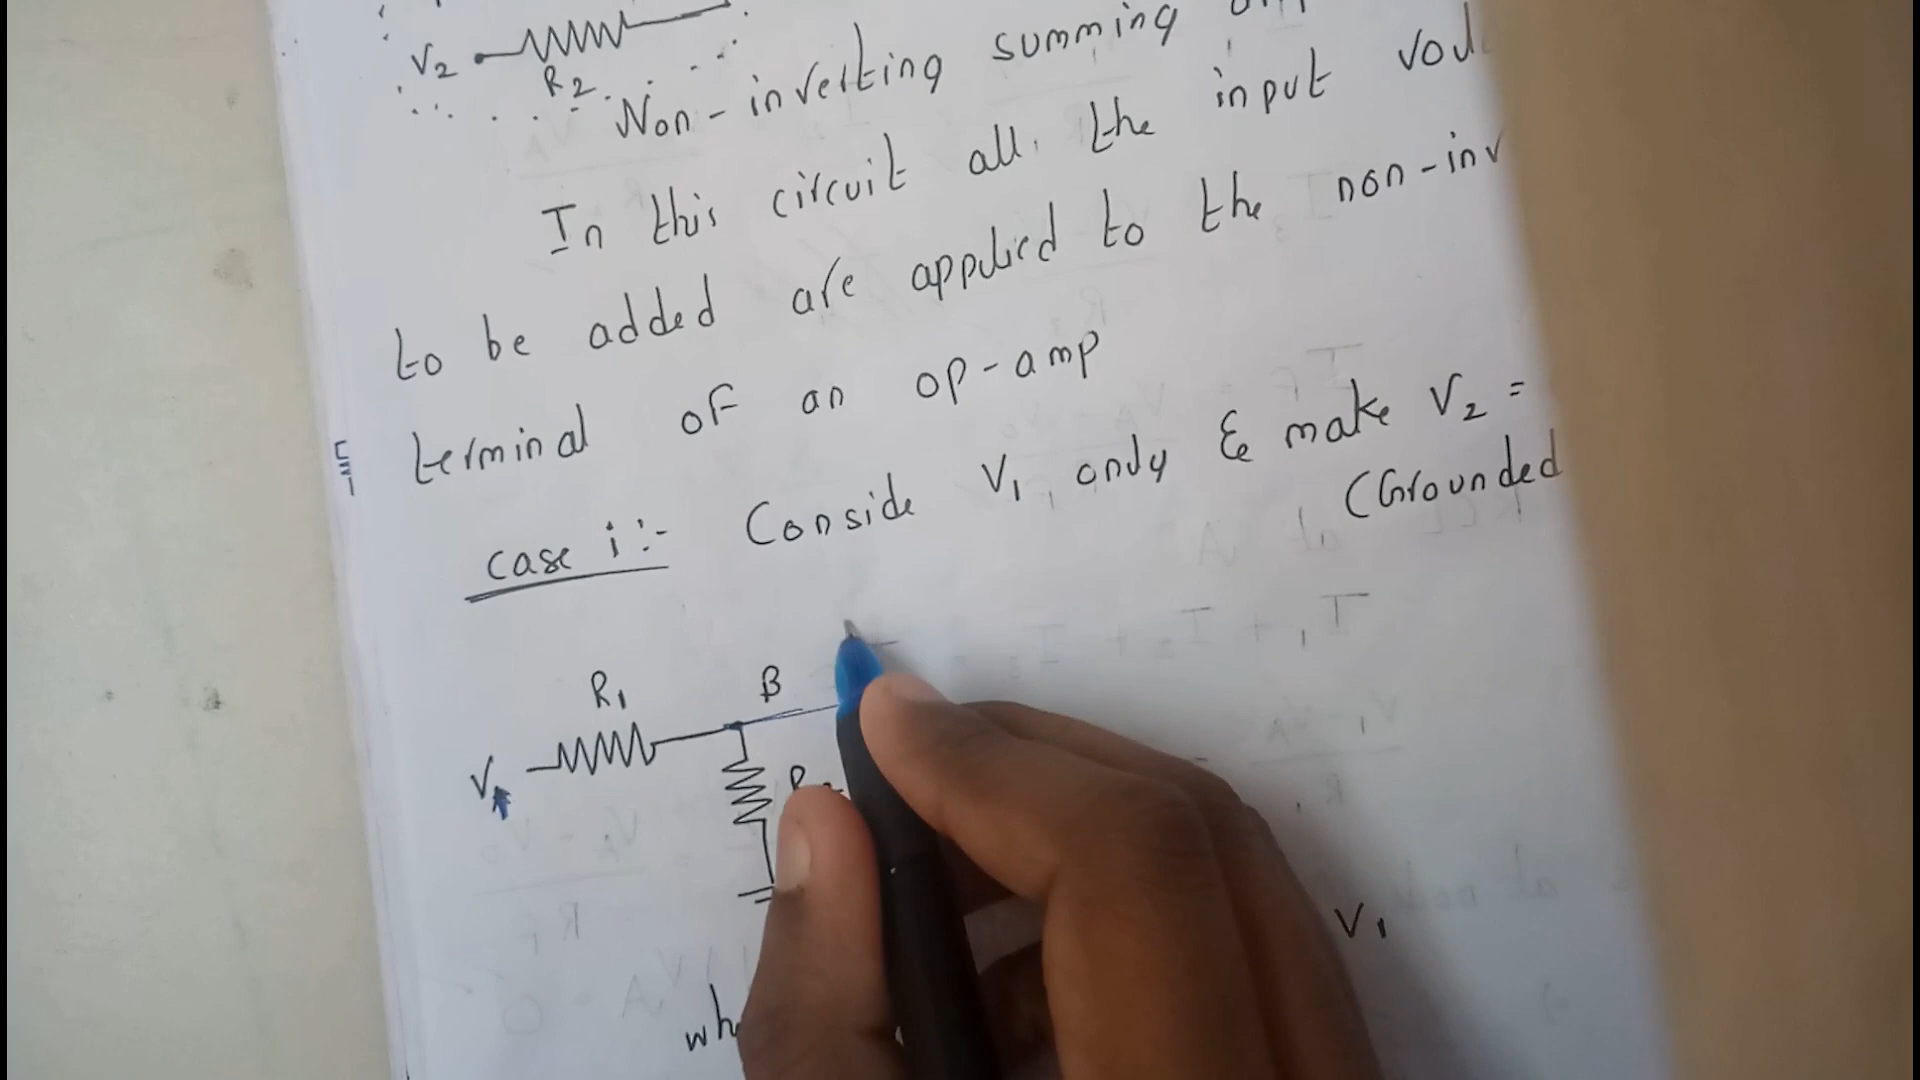 V2
R2
Non-inverting summing
In this circuit all the input
to be added are applied to the non-inv
terminal of an op-amp
case i :- Conside V1 only & make V2 =
(Grounded
R1
B
V1
V1